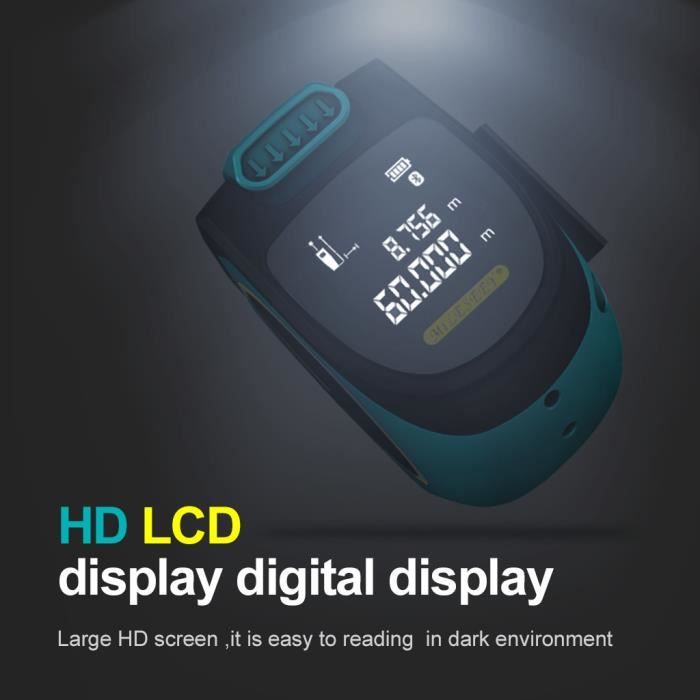 8.756 m
60.000 m
MILESEEY®
HD LCD
display digital display
Large HD screen ,it is easy to reading in dark environment